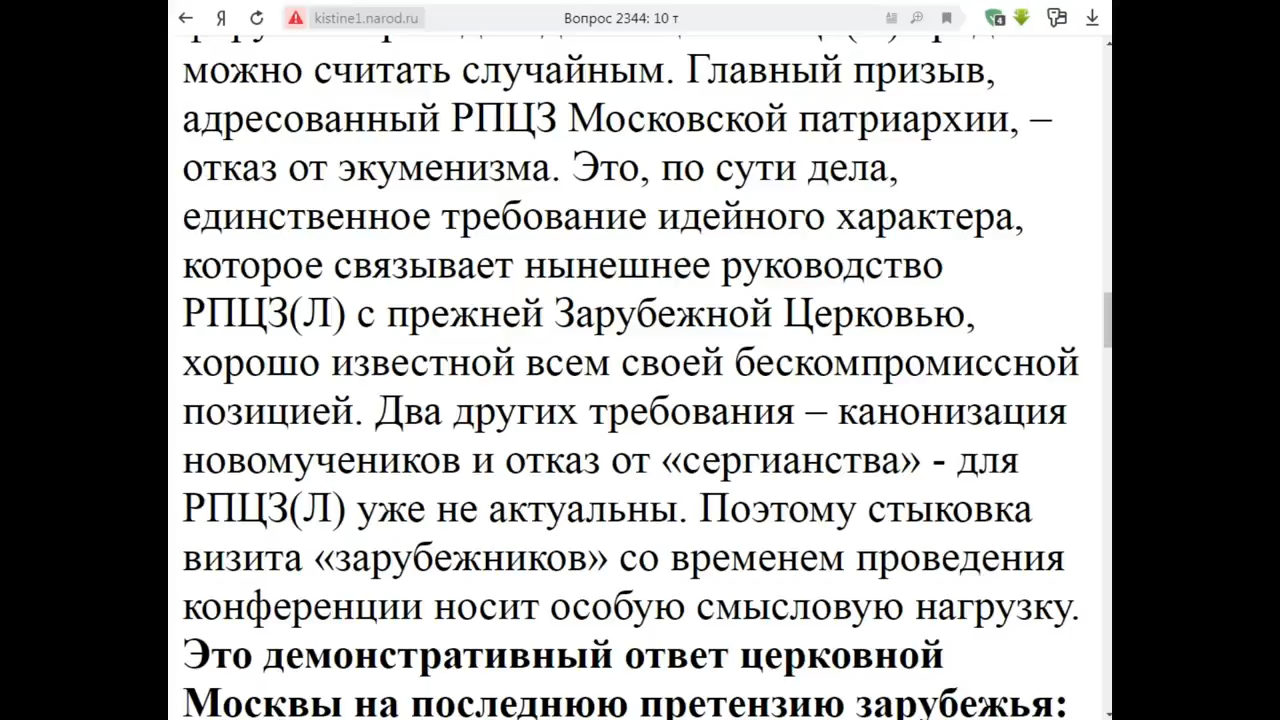 Я kistine1.narod.ru Вопрос 2344: 10 т 4
можно считать случайным. Главный призыв,
адресованный РПЦЗ Московской патриархии, –
отказ от экуменизма. Это, по сути дела,
единственное требование идейного характера,
которое связывает нынешнее руководство
РПЦЗ(Л) с прежней Зарубежной Церковью,
хорошо известной всем своей бескомпромиссной
позицией. Два других требования – канонизация
новомучеников и отказ от «сергианства» - для
РПЦЗ(Л) уже не актуальны. Поэтому стыковка
визита «зарубежников» со временем проведения
конференции носит особую смысловую нагрузку.
Это демонстративный ответ церковной
Москвы на последнюю претензию зарубежья: